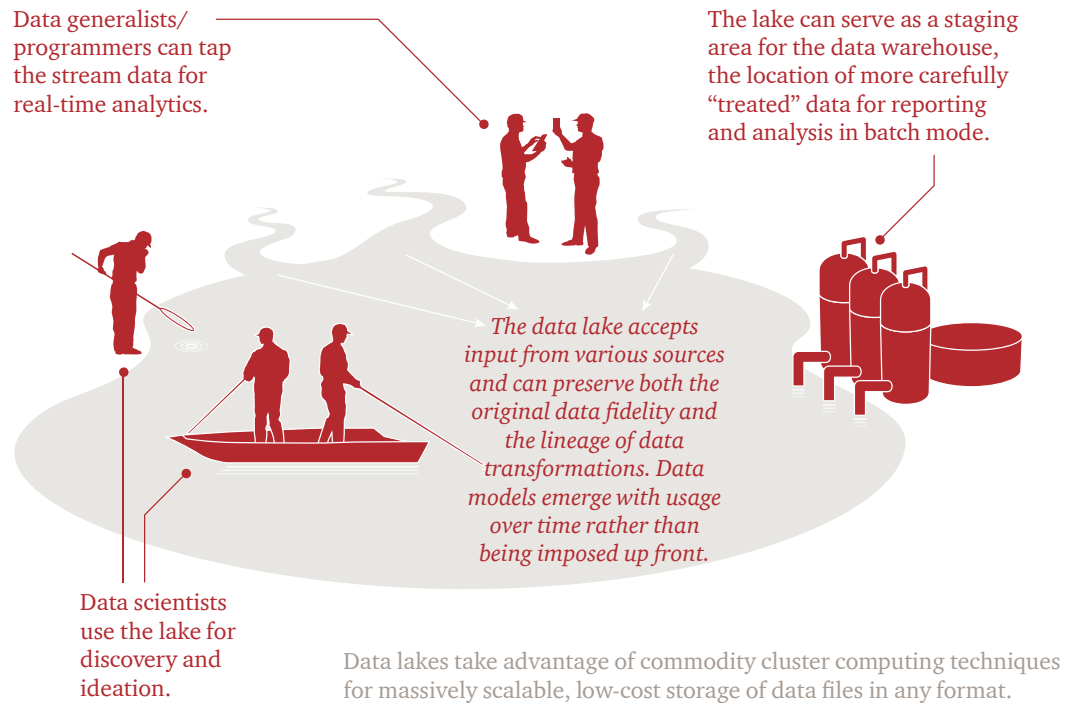 Data generalists/
programmers can tap
the stream data for
real-time analytics.
The lake can serve as a staging
area for the data warehouse,
the location of more carefully
“treated” data for reporting
and analysis in batch mode.
The data lake accepts
input from various sources
and can preserve both the
original data fidelity and
the lineage of data
transformations. Data
models emerge with usage
over time rather than
being imposed up front.
Data scientists
use the lake for
discovery and
ideation.
Data lakes take advantage of commodity cluster computing techniques
for massively scalable, low-cost storage of data files in any format.